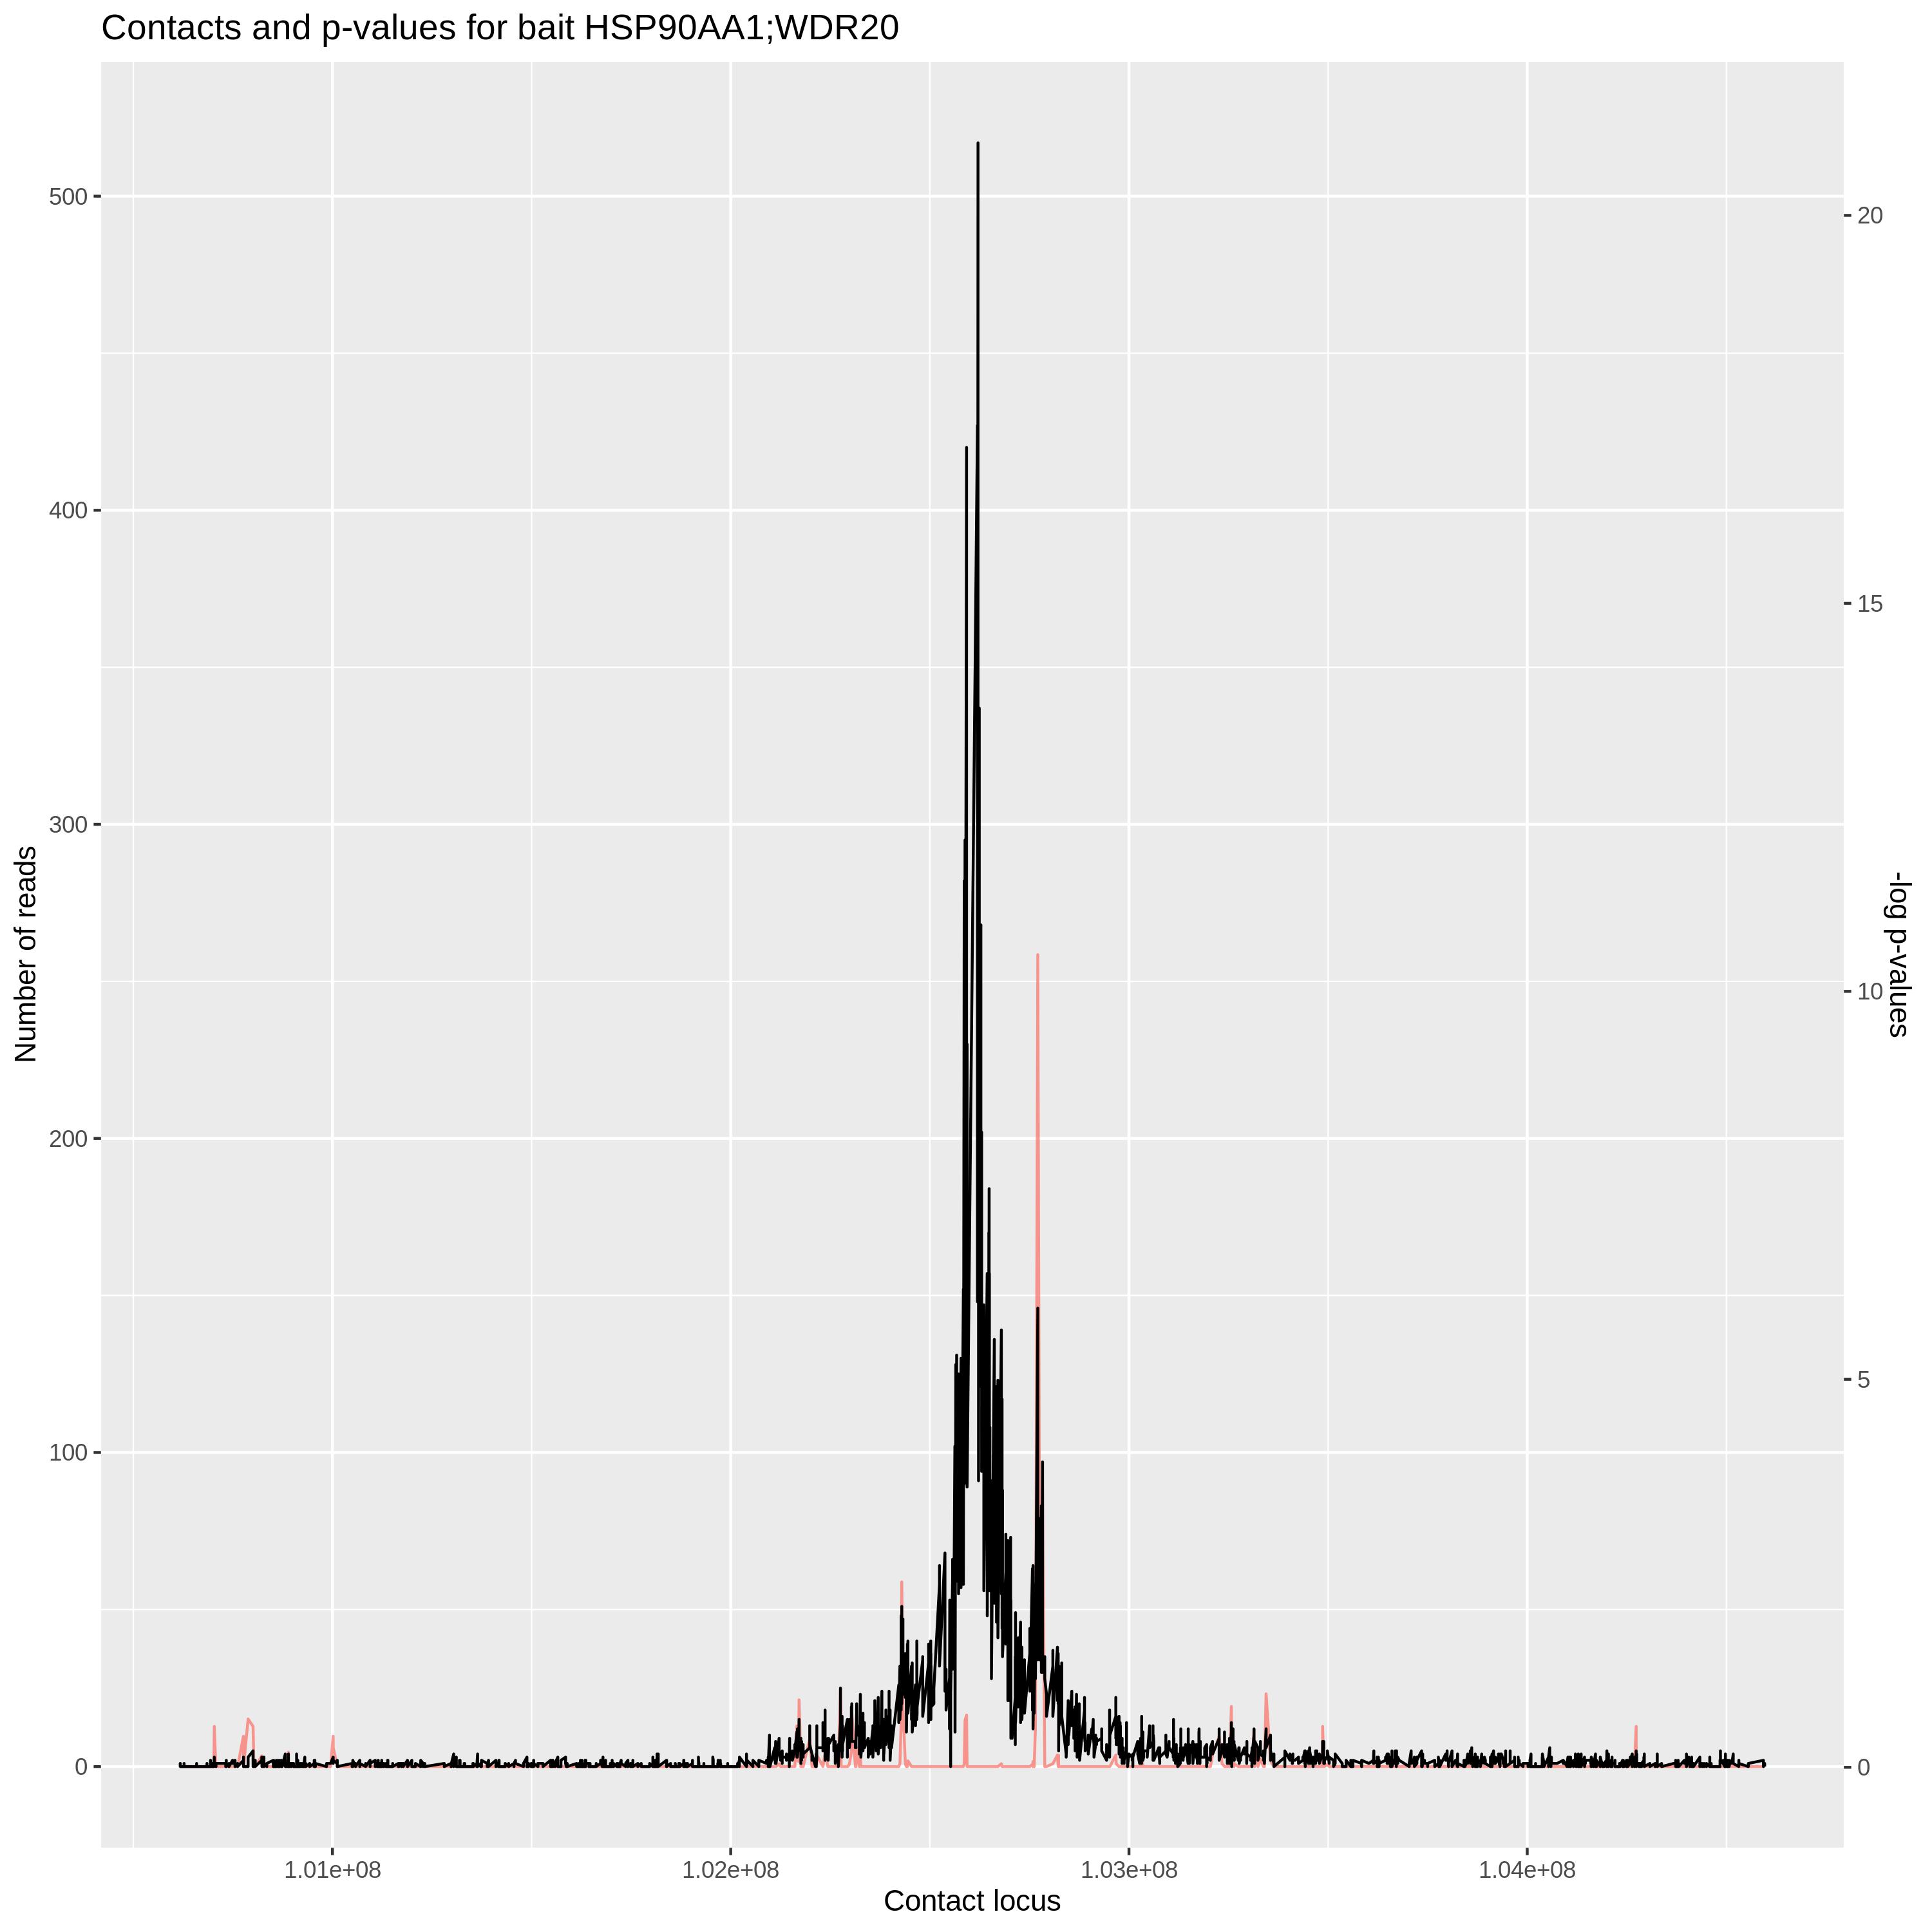 Contacts and p-values for bait HSP90AA1;WDR20
500
400
300
200
100
0
Number of reads
20
15
10
5
0
-log p-values
1.01e+08
1.02e+08
1.03e+08
1.04e+08
Contact locus